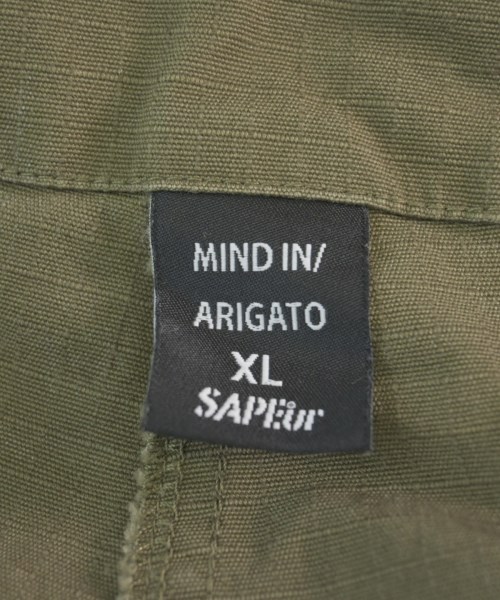 MIND IN/
ARIGATO
XL
SAPEur